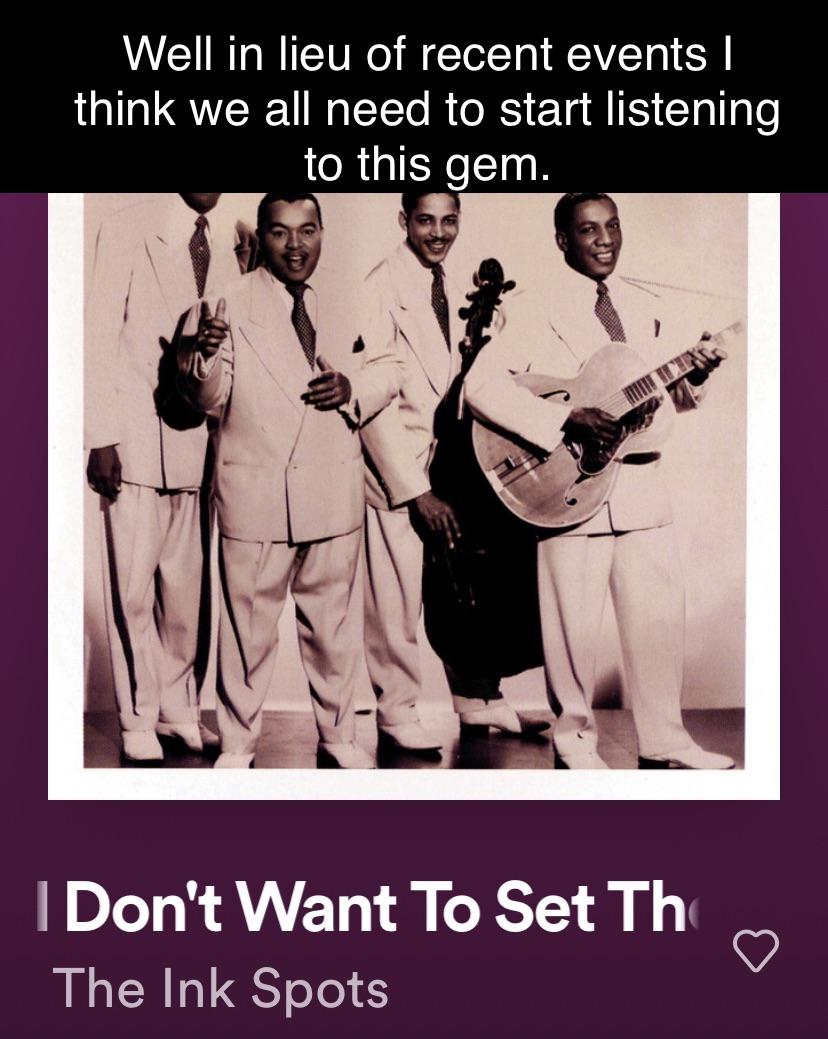 Well in lieu of recent events I
think we all need to start listening
to this gem.
I Don't Want To Set Th
The Ink Spots